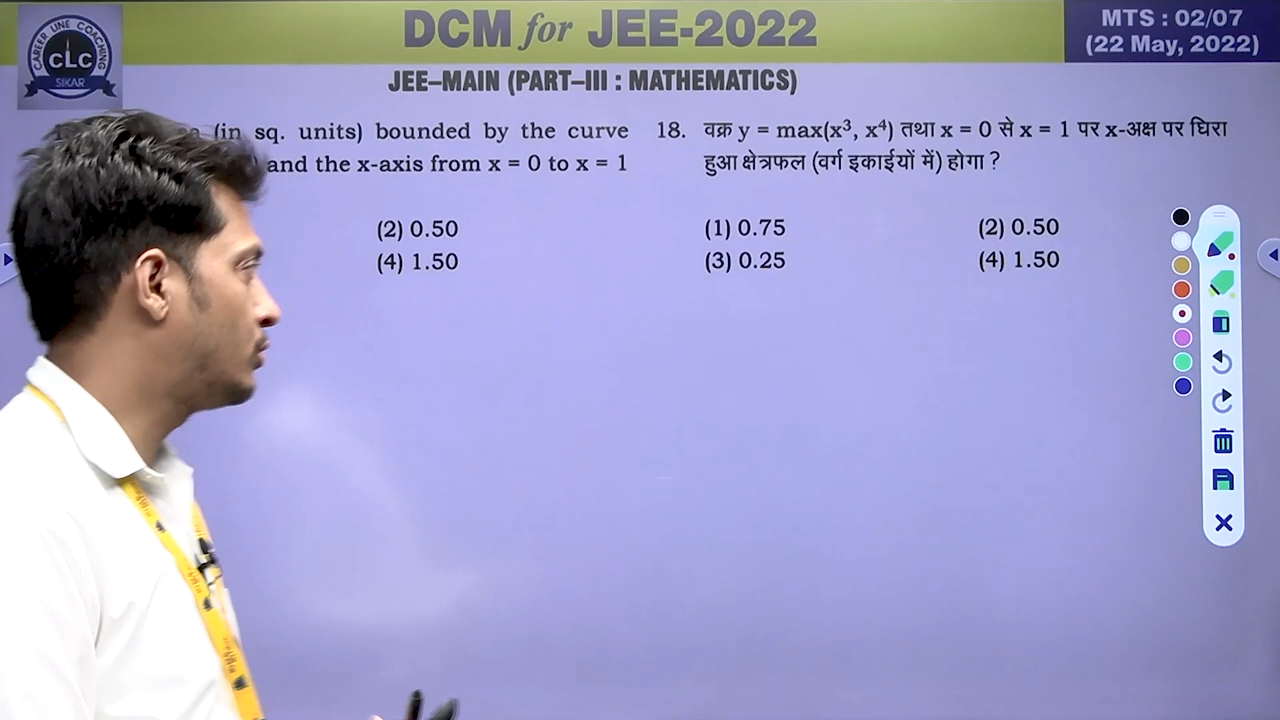 DCM for JEE-2022
MTS : 02/07
(22 May, 2022)
CAREER LINE COACHING
CLC
SIKAR
JEE–MAIN (PART–III : MATHEMATICS)
(in sq. units) bounded by the curve
and the x-axis from x = 0 to x = 1
(2) 0.50
(4) 1.50
18. वक्र y = max(x³, x⁴) तथा x = 0 से x = 1 पर x-अक्ष पर घिरा
हुआ क्षेत्रफल (वर्ग इकाईयों में) होगा ?
(1) 0.75 (2) 0.50
(3) 0.25 (4) 1.50